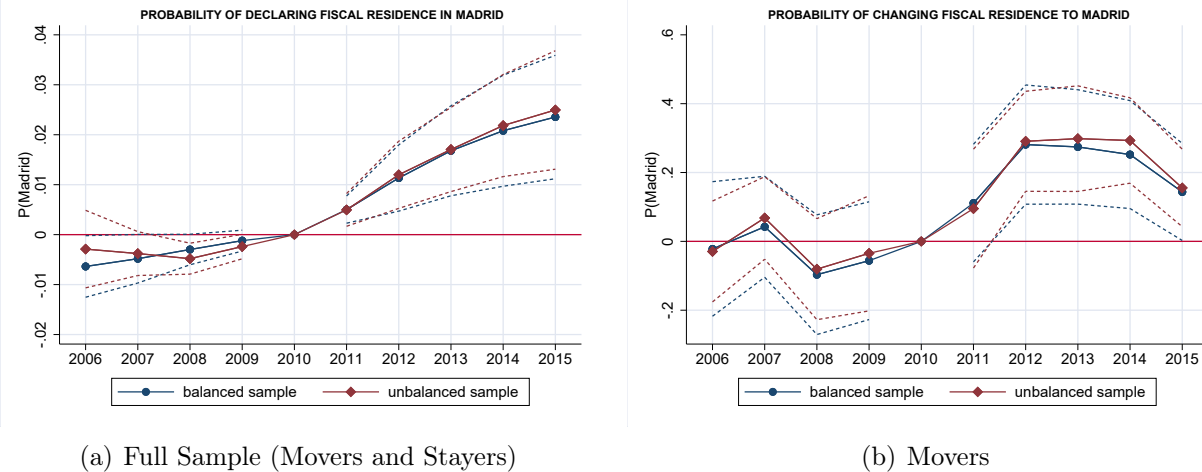 PROBABILITY OF DECLARING FISCAL RESIDENCE IN MADRID
P(Madrid)
.04
.03
.02
.01
0
-.01
-.02
2006 2007 2008 2009 2010 2011 2012 2013 2014 2015
balanced sample unbalanced sample
(a) Full Sample (Movers and Stayers)
PROBABILITY OF CHANGING FISCAL RESIDENCE TO MADRID
P(Madrid)
.6
.4
.2
0
-.2
2006 2007 2008 2009 2010 2011 2012 2013 2014 2015
balanced sample unbalanced sample
(b) Movers